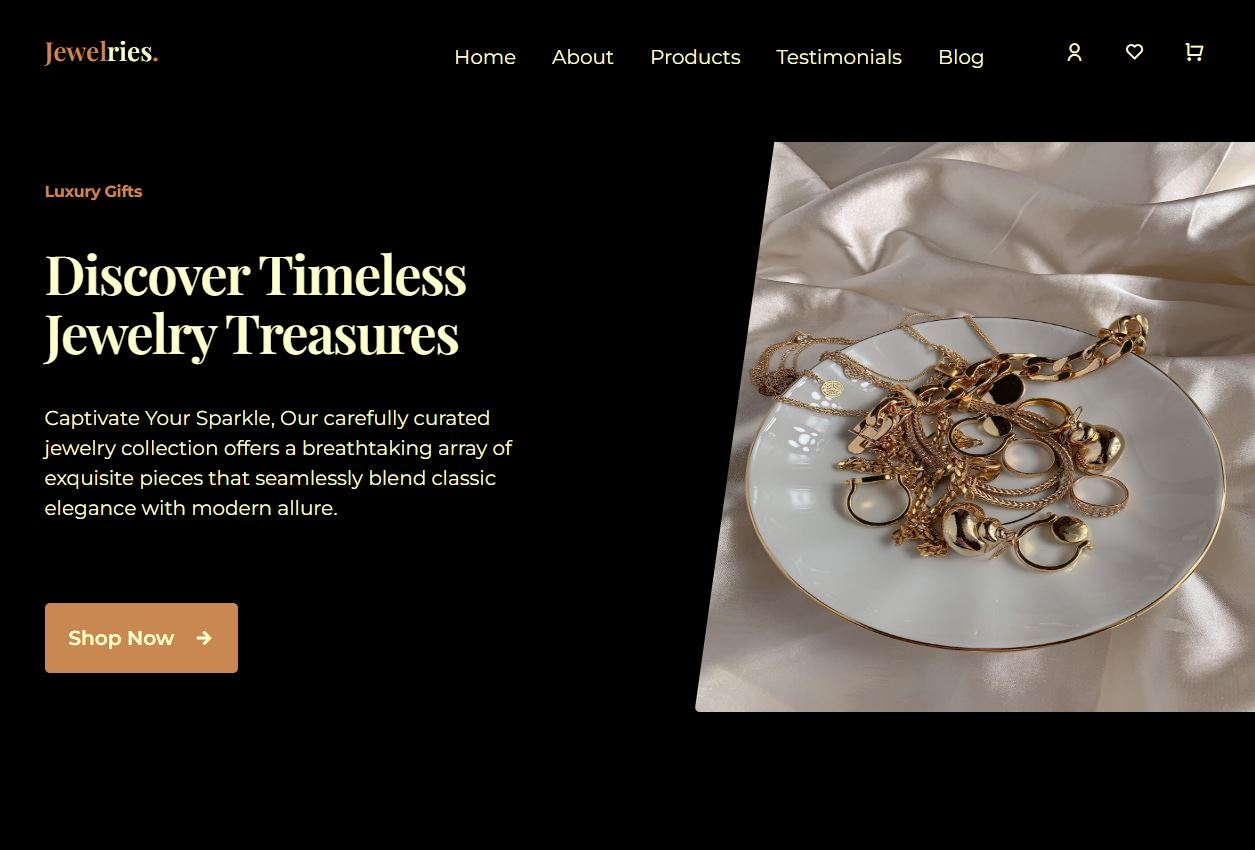 Jewelries.
Home About Products Testimonials Blog
Luxury Gifts
Discover Timeless
Jewelry Treasures
Captivate Your Sparkle, Our carefully curated
jewelry collection offers a breathtaking array of
exquisite pieces that seamlessly blend classic
elegance with modern allure.
Shop Now